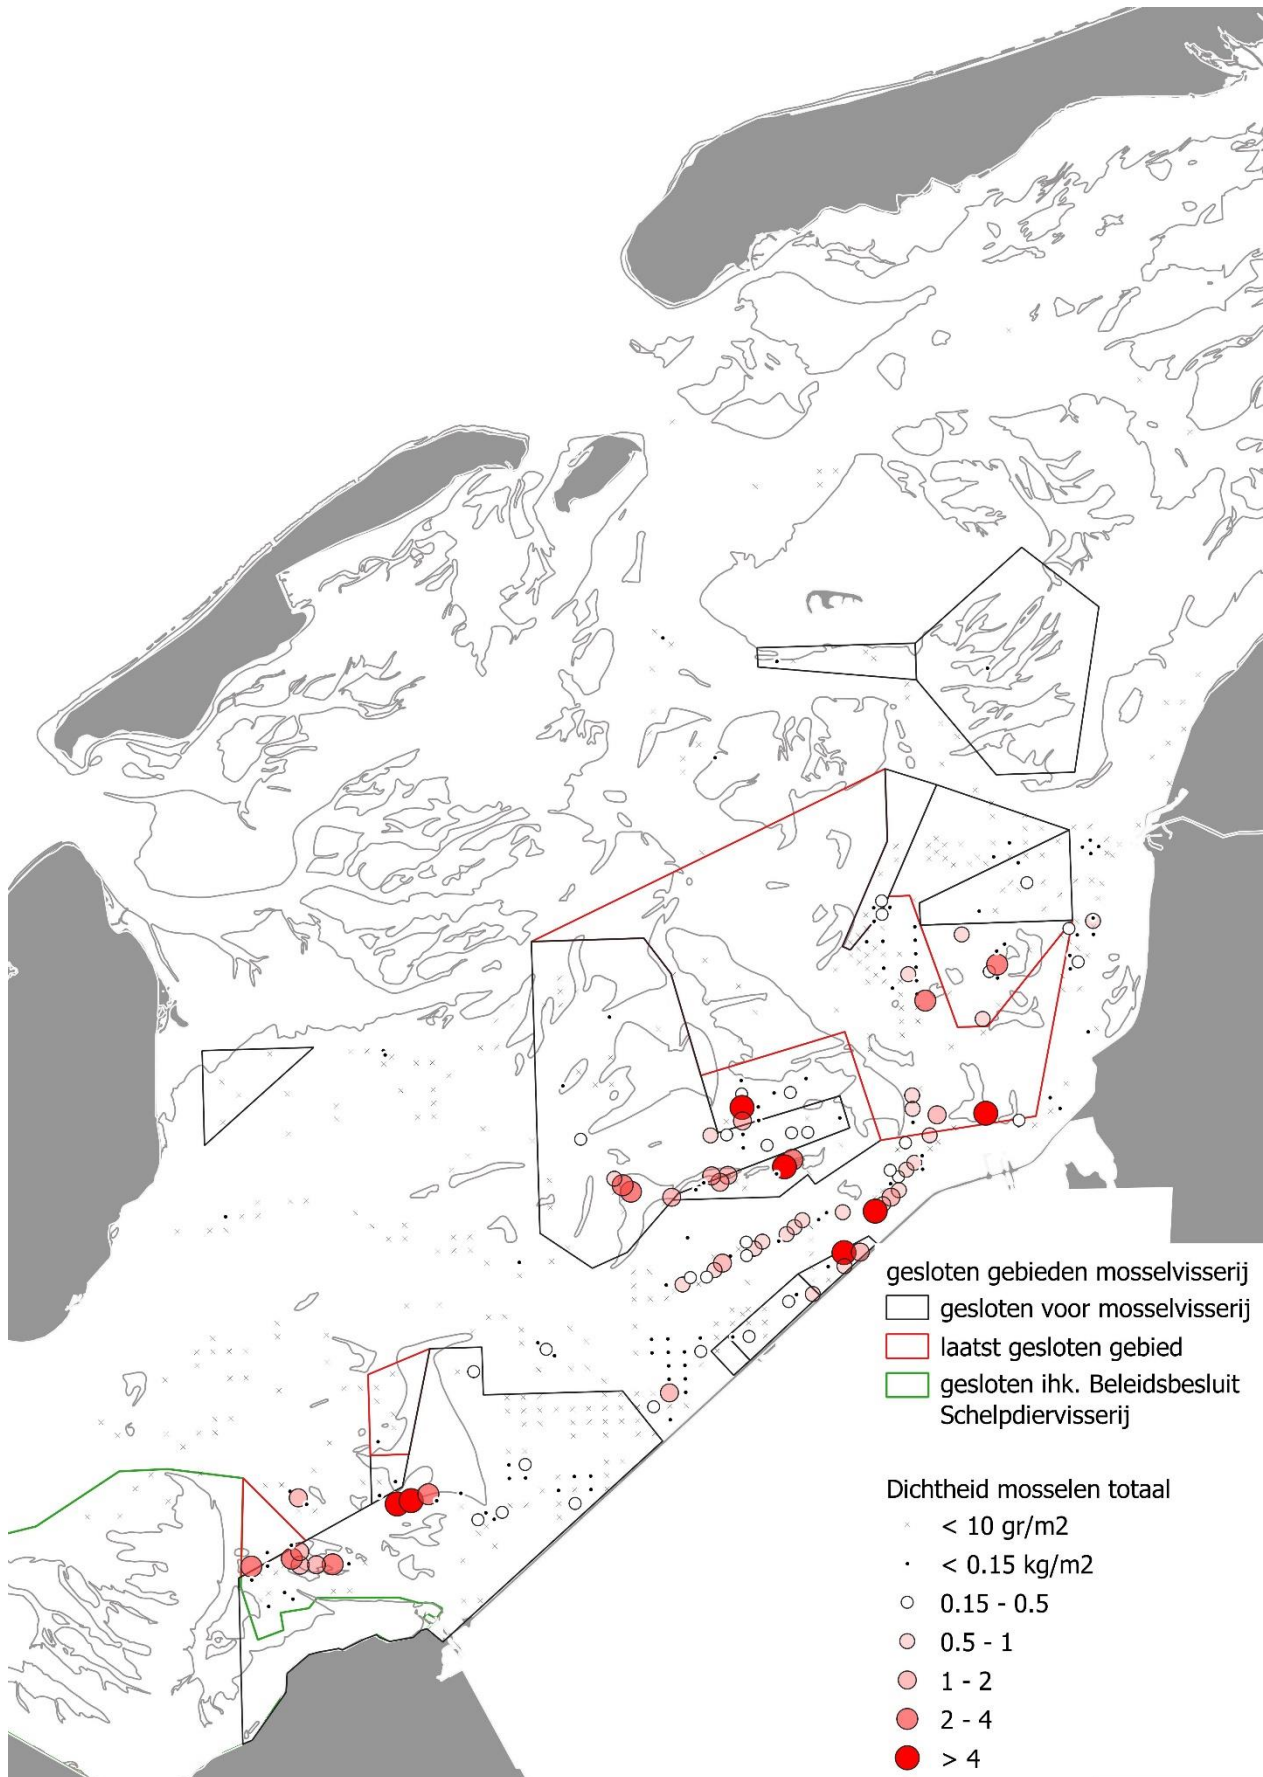 gesloten gebieden mosselvisserij
gesloten voor mosselvisserij
laatst gesloten gebied
gesloten ihk. Beleidsbesluit
Schelpdiervisserij
Dichtheid mosselen totaal
< 10 gr/m2
< 0.15 kg/m2
0.15 - 0.5
0.5 - 1
1 - 2
2 - 4
> 4